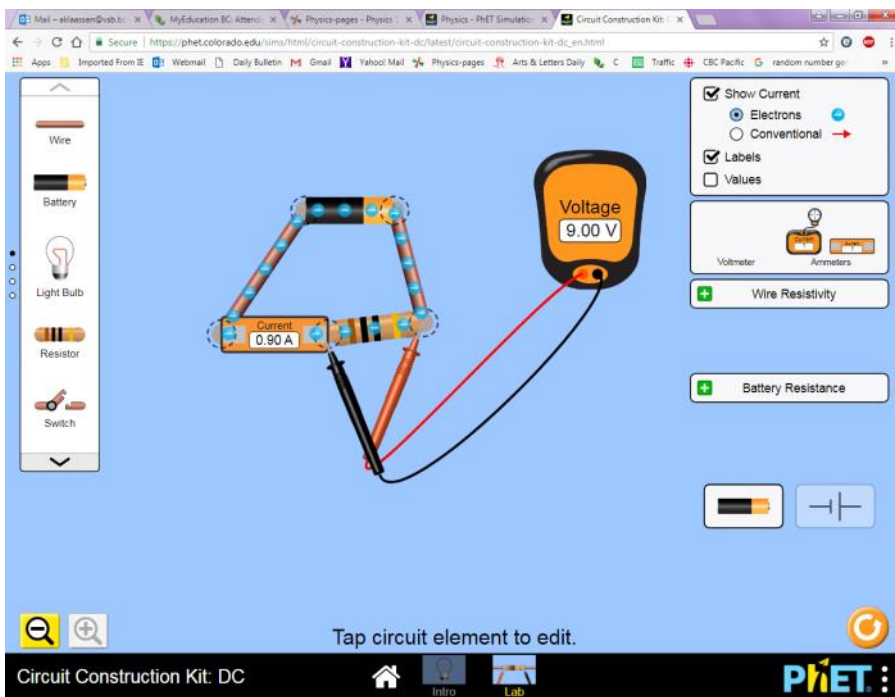 Mail – aklaassen@vsb.bc
MyEducation BC: Attenda
Physics-pages - Physics 1
Physics - PhET Simulation
Circuit Construction Kit:
Secure | https://phet.colorado.edu/sims/html/circuit-construction-kit-dc/latest/circuit-construction-kit-dc_en.html
Apps Imported From IE Webmail Daily Bulletin Gmail Yahoo! Mail Physics-pages Arts & Letters Daily C Traffic CBC Pacific random number ge
Wire
Battery
Light Bulb
Resistor
Switch
Current
0.90 A
Voltage
9.00 V
Show Current
Electrons
Conventional
Labels
Values
Voltmeter
Ammeters
Wire Resistivity
Battery Resistance
Tap circuit element to edit.
Circuit Construction Kit: DC
Intro
Lab
PhET